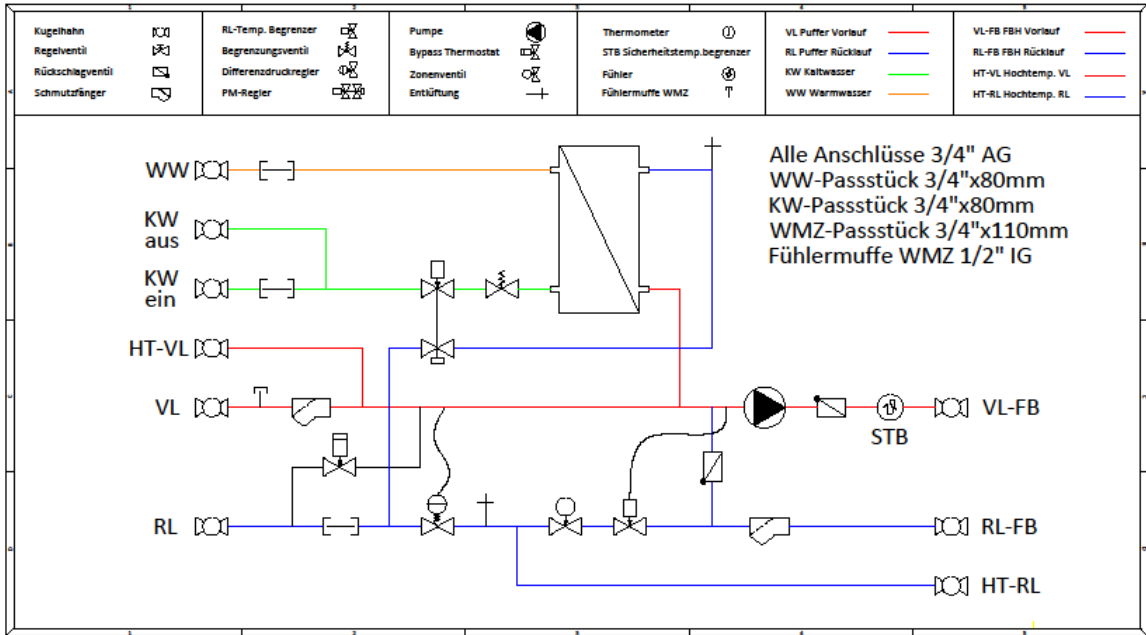 Kugelhahn
Regelventil
Rückschlagventil
Schmutzfänger
RL-Temp. Begrenzer
Begrenzungsventil
Differenzdruckregler
PM-Regler
Pumpe
Bypass Thermostat
Zonenventil
Entlüftung
Thermometer
STB Sicherheitstemp.begrenzer
Fühler
Fühlermuffe WMZ
VL Puffer Vorlauf
RL Puffer Rücklauf
KW Kaltwasser
WW Warmwasser
VL-FB FBH Vorlauf
RL-FB FBH Rücklauf
HT-VL Hochtemp. VL
HT-RL Hochtemp. RL
Alle Anschlüsse 3/4" AG
WW-Passstück 3/4"x80mm
KW-Passstück 3/4"x80mm
WMZ-Passstück 3/4"x110mm
Fühlermuffe WMZ 1/2" IG
WW
KW
aus
KW
ein
HT-VL
VL
VL-FB
STB
RL
RL-FB
HT-RL